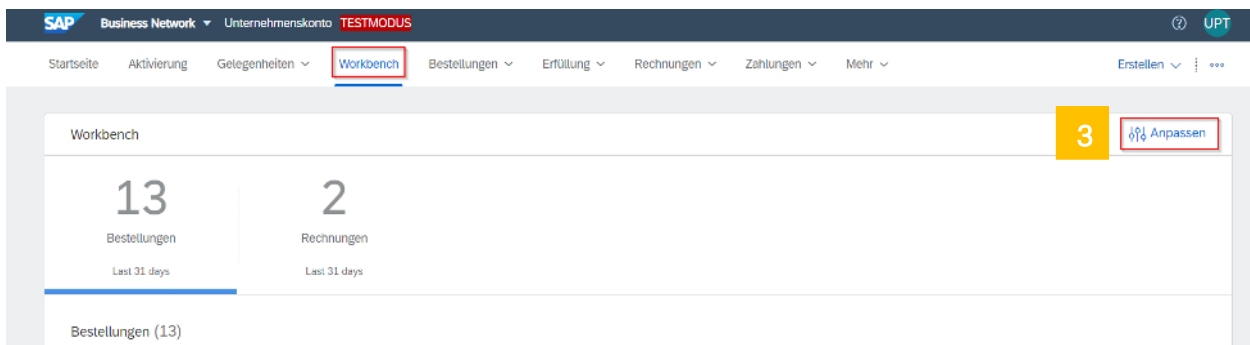 SAP Business Network Unternehmenskonto TESTMODUS UPT
Startseite Aktivierung Gelegenheiten Workbench Bestellungen Erfüllung Rechnungen Zahlungen Mehr Erstellen
Workbench 3 Anpassen
13 2
Bestellungen Rechnungen
Last 31 days Last 31 days
Bestellungen (13)